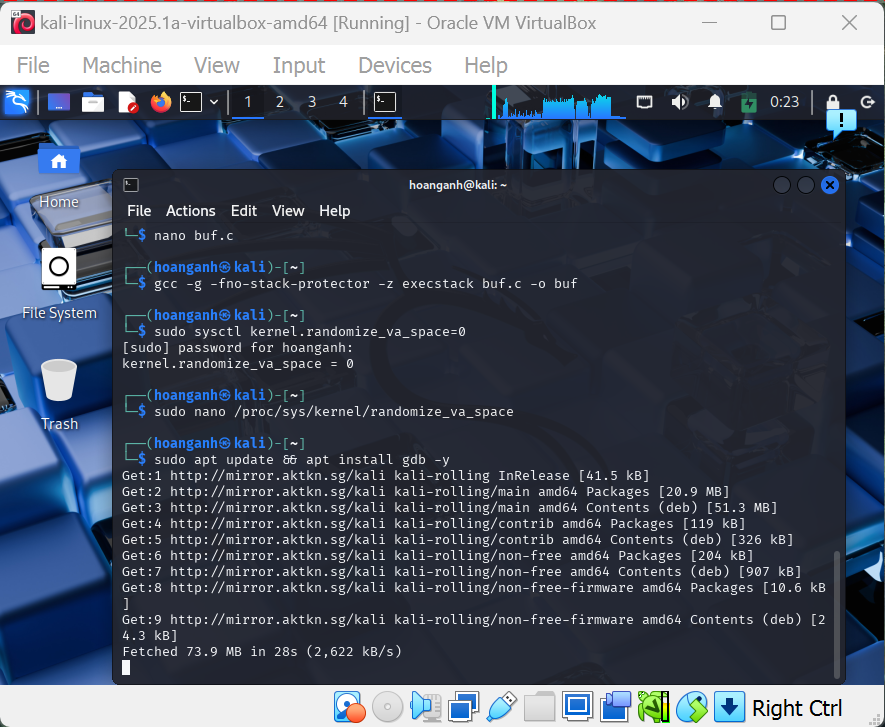 kali-linux-2025.1a-virtualbox-amd64 [Running] - Oracle VM VirtualBox
File Machine View Input Devices Help
1 2 3 4 0:23
Home
File System
Trash
hoanganh@kali: ~
File Actions Edit View Help
└─$ nano buf.c
┌──(hoanganh㉿kali)-[~]
└─$ gcc -g -fno-stack-protector -z execstack buf.c -o buf
┌──(hoanganh㉿kali)-[~]
└─$ sudo sysctl kernel.randomize_va_space=0
[sudo] password for hoanganh:
kernel.randomize_va_space = 0
┌──(hoanganh㉿kali)-[~]
└─$ sudo nano /proc/sys/kernel/randomize_va_space
┌──(hoanganh㉿kali)-[~]
└─$ sudo apt update && apt install gdb -y
Get:1 http://mirror.aktkn.sg/kali kali-rolling InRelease [41.5 kB]
Get:2 http://mirror.aktkn.sg/kali kali-rolling/main amd64 Packages [20.9 MB]
Get:3 http://mirror.aktkn.sg/kali kali-rolling/main amd64 Contents (deb) [51.3 MB]
Get:4 http://mirror.aktkn.sg/kali kali-rolling/contrib amd64 Packages [119 kB]
Get:5 http://mirror.aktkn.sg/kali kali-rolling/contrib amd64 Contents (deb) [326 kB]
Get:6 http://mirror.aktkn.sg/kali kali-rolling/non-free amd64 Packages [204 kB]
Get:7 http://mirror.aktkn.sg/kali kali-rolling/non-free amd64 Contents (deb) [907 kB]
Get:8 http://mirror.aktkn.sg/kali kali-rolling/non-free-firmware amd64 Packages [10.6 kB
]
Get:9 http://mirror.aktkn.sg/kali kali-rolling/non-free-firmware amd64 Contents (deb) [2
4.3 kB]
Fetched 73.9 MB in 28s (2,622 kB/s)
Right Ctrl